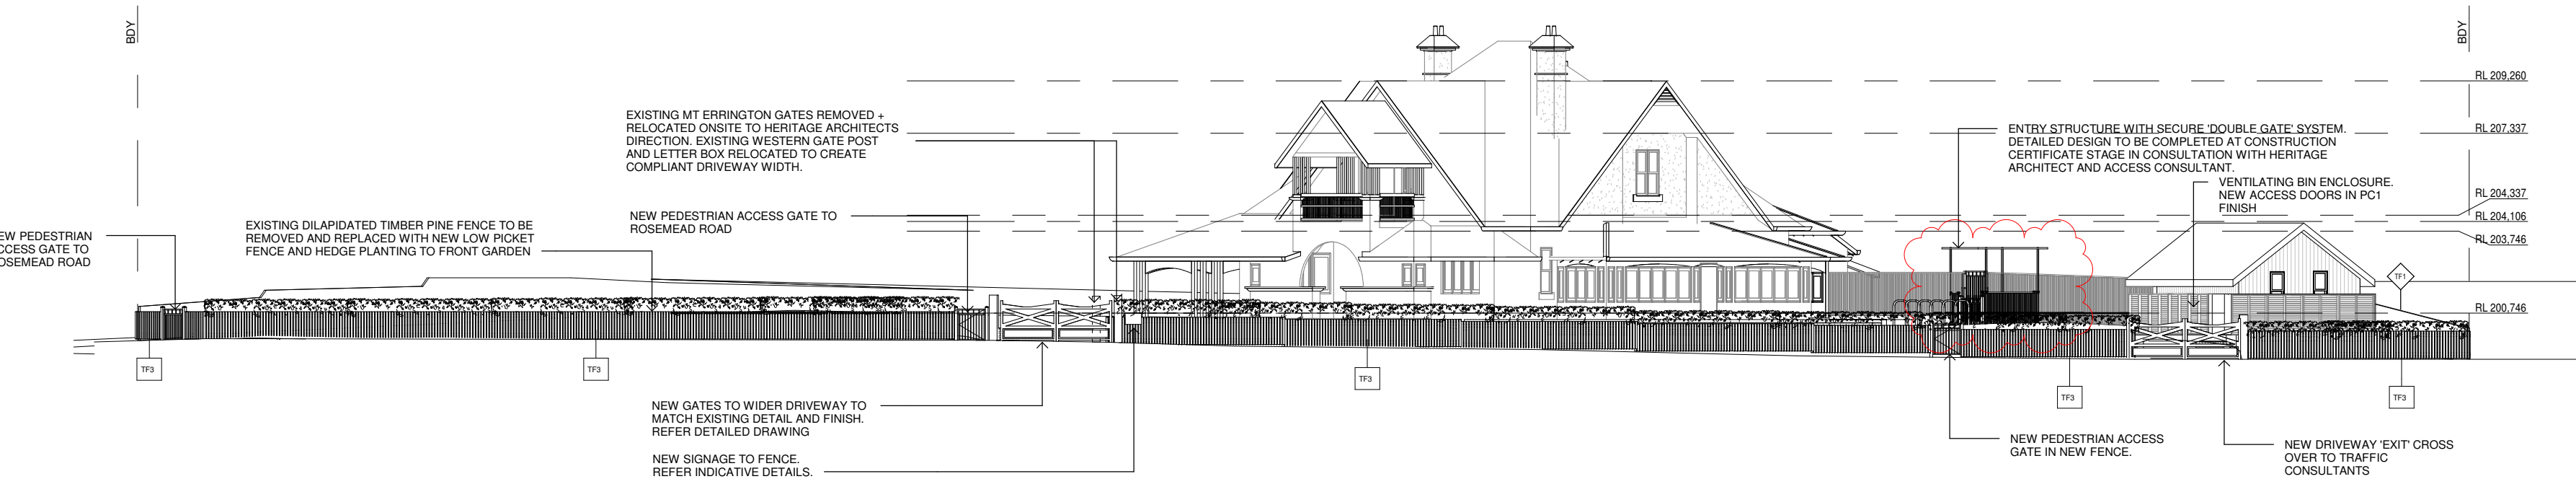 BDY
BDY
RL 209,260
EXISTING MT ERRINGTON GATES REMOVED +
RELOCATED ONSITE TO HERITAGE ARCHITECTS
DIRECTION. EXISTING WESTERN GATE POST
AND LETTER BOX RELOCATED TO CREATE
COMPLIANT DRIVEWAY WIDTH.
RL 207,337
ENTRY STRUCTURE WITH SECURE 'DOUBLE GATE' SYSTEM.
DETAILED DESIGN TO BE COMPLETED AT CONSTRUCTION
CERTIFICATE STAGE IN CONSULTATION WITH HERITAGE
ARCHITECT AND ACCESS CONSULTANT.
VENTILATING BIN ENCLOSURE.
NEW ACCESS DOORS IN PC1
FINISH
RL 204,337
RL 204,106
RL 203,746
NEW PEDESTRIAN ACCESS GATE TO
ROSEMEAD ROAD
EXISTING DILAPIDATED TIMBER PINE FENCE TO BE
REMOVED AND REPLACED WITH NEW LOW PICKET
FENCE AND HEDGE PLANTING TO FRONT GARDEN
EW PEDESTRIAN
CCESS GATE TO
OSEMEAD ROAD
TF1
RL 200,746
TF3
TF3
TF3
TF3
TF3
NEW GATES TO WIDER DRIVEWAY TO
MATCH EXISTING DETAIL AND FINISH.
REFER DETAILED DRAWING
NEW SIGNAGE TO FENCE.
REFER INDICATIVE DETAILS.
NEW PEDESTRIAN ACCESS
GATE IN NEW FENCE.
NEW DRIVEWAY 'EXIT' CROSS
OVER TO TRAFFIC
CONSULTANTS